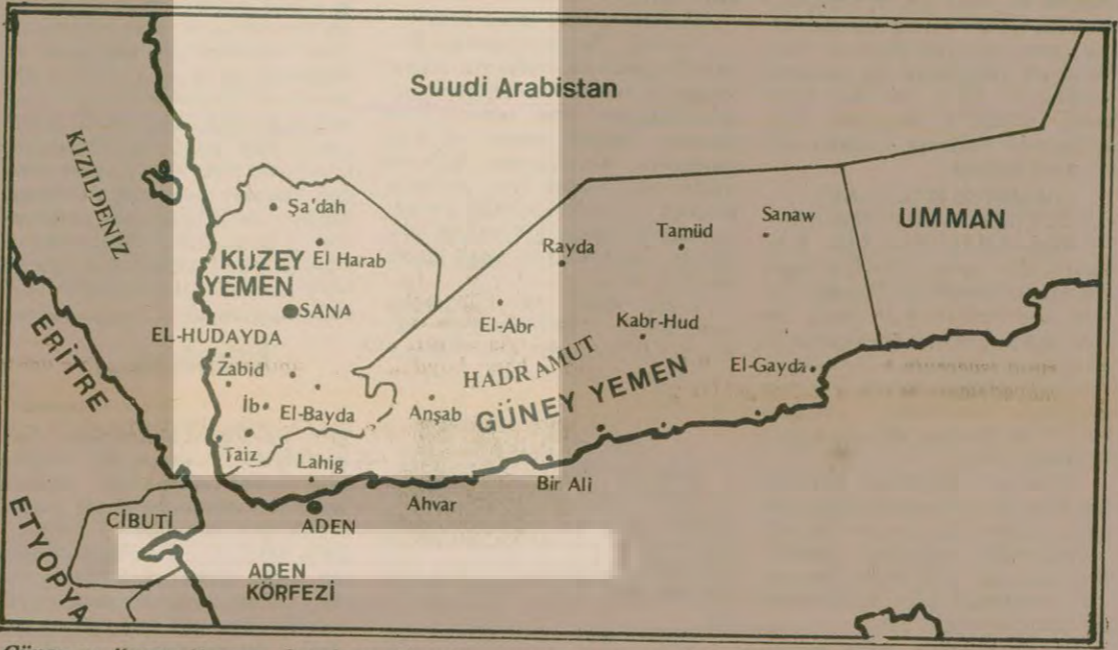 Suudi Arabistan
KIZILDENIZ
Şa'dah
Sanaw
UMMAN
Tamüd
Rayda
El Harab
KUZEY
YEMEN
SANA
El-Abr
Kabr-Hud
ERİTRE
EL-HUDAYDA
Zabid
HADRAMUT
El-Gayda
İb
El-Bayda
Anşab
GÜNEY YEMEN
Taiz
Lahig
Bir Ali
Ahvar
ETYOPYA
CİBUTİ
ADEN
ADEN
KÖRFEZİ